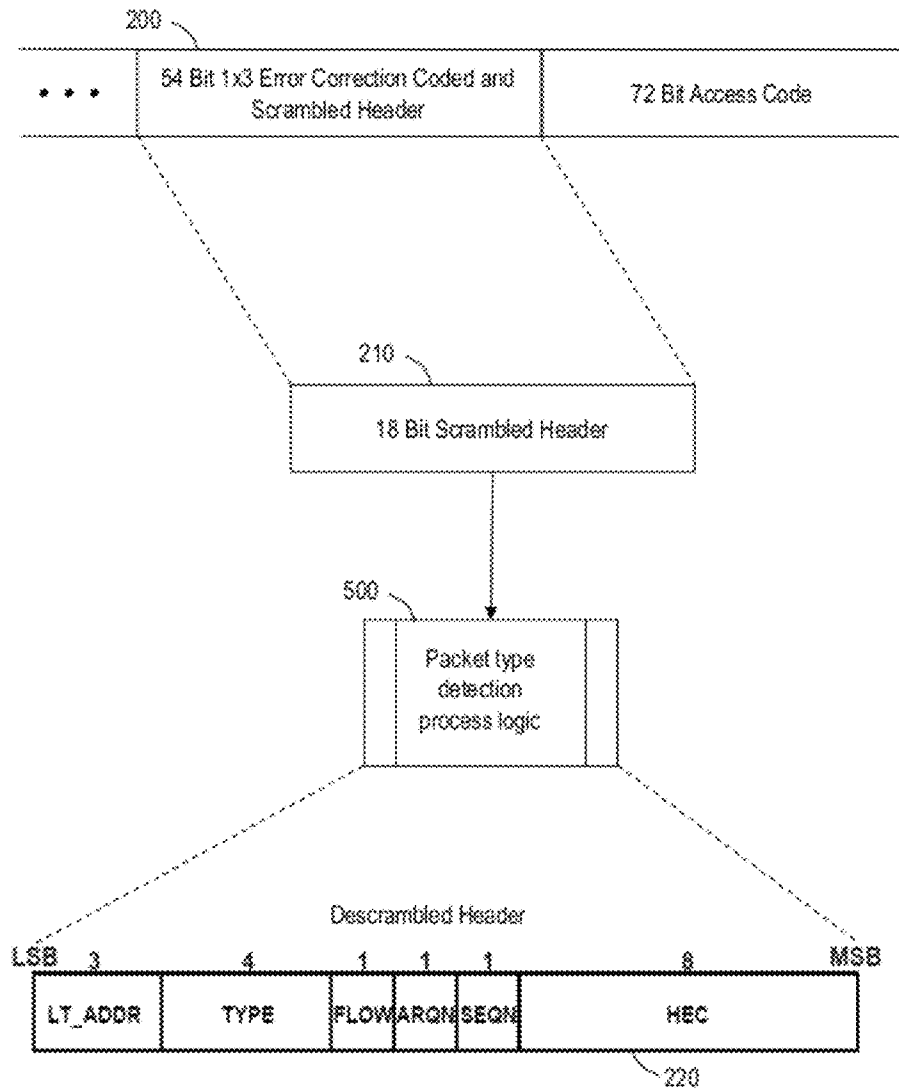 200
54 Bit 1x3 Error Correction Coded and
Scrambled Header
72 Bit Access Code
210
18 Bit Scrambled Header
500
Packet type
detection
process logic
Descrambled Header
LSB 3 4 1 1 1 8 MSB
LT_ADDR TYPE FLOW ARQN SEQN HEC
220